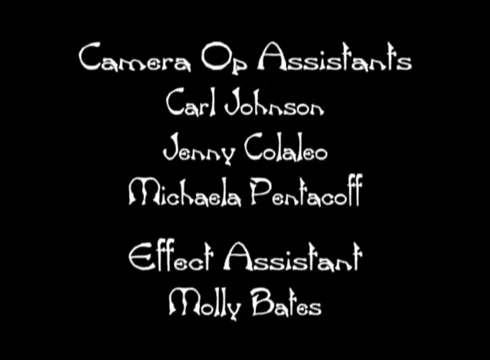 Camera Op Assistants
Carl Johnson
Jenny Colaleo
Michaela Pentacoff
Effect Assistant
Molly Bates